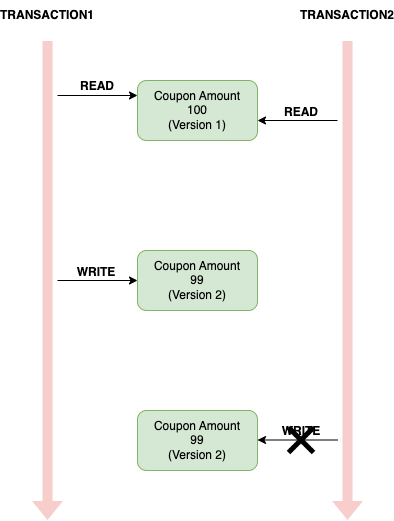 TRANSACTION1
TRANSACTION2
READ
Coupon Amount
100
(Version 1)
READ
WRITE
Coupon Amount
99
(Version 2)
Coupon Amount
99
(Version 2)
WRITE